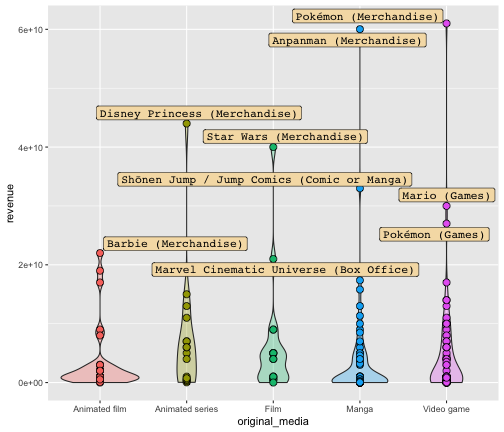 Pokémon (Merchandise)
6e+10
Anpanman (Merchandise)
Disney Princess (Merchandise)
Star Wars (Merchandise)
4e+10
Shōnen Jump / Jump Comics (Comic or Manga)
Mario (Games)
revenue
Pokémon (Games)
Barbie (Merchandise)
2e+10
Marvel Cinematic Universe (Box Office)
0e+00
Animated film
Animated series
Film
Manga
Video game
original_media